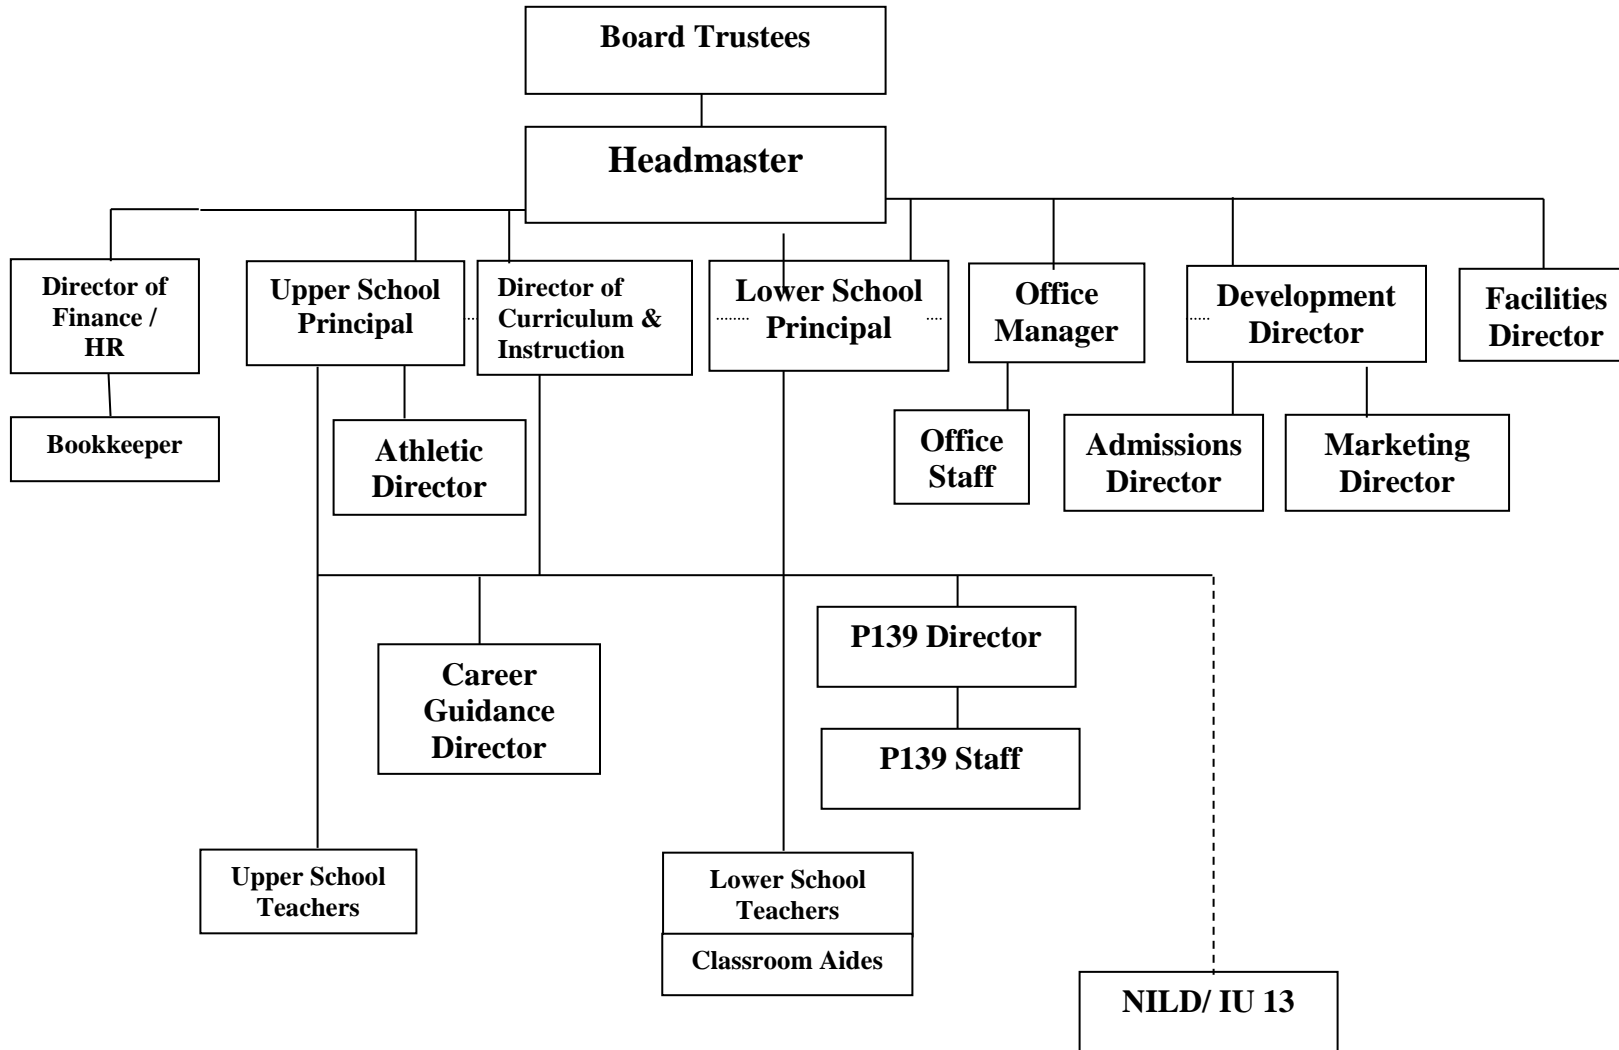 Board Trustees
Headmaster
Director of
Finance /
HR
Upper School
Principal
Director of
Curriculum &
Instruction
Lower School
Principal
Office
Manager
Development
Director
Facilities
Director
Bookkeeper
Athletic
Director
Office
Staff
Admissions
Director
Marketing
Director
P139 Director
Career
Guidance
Director
P139 Staff
Upper School
Teachers
Lower School
Teachers
Classroom Aides
NILD/ IU 13